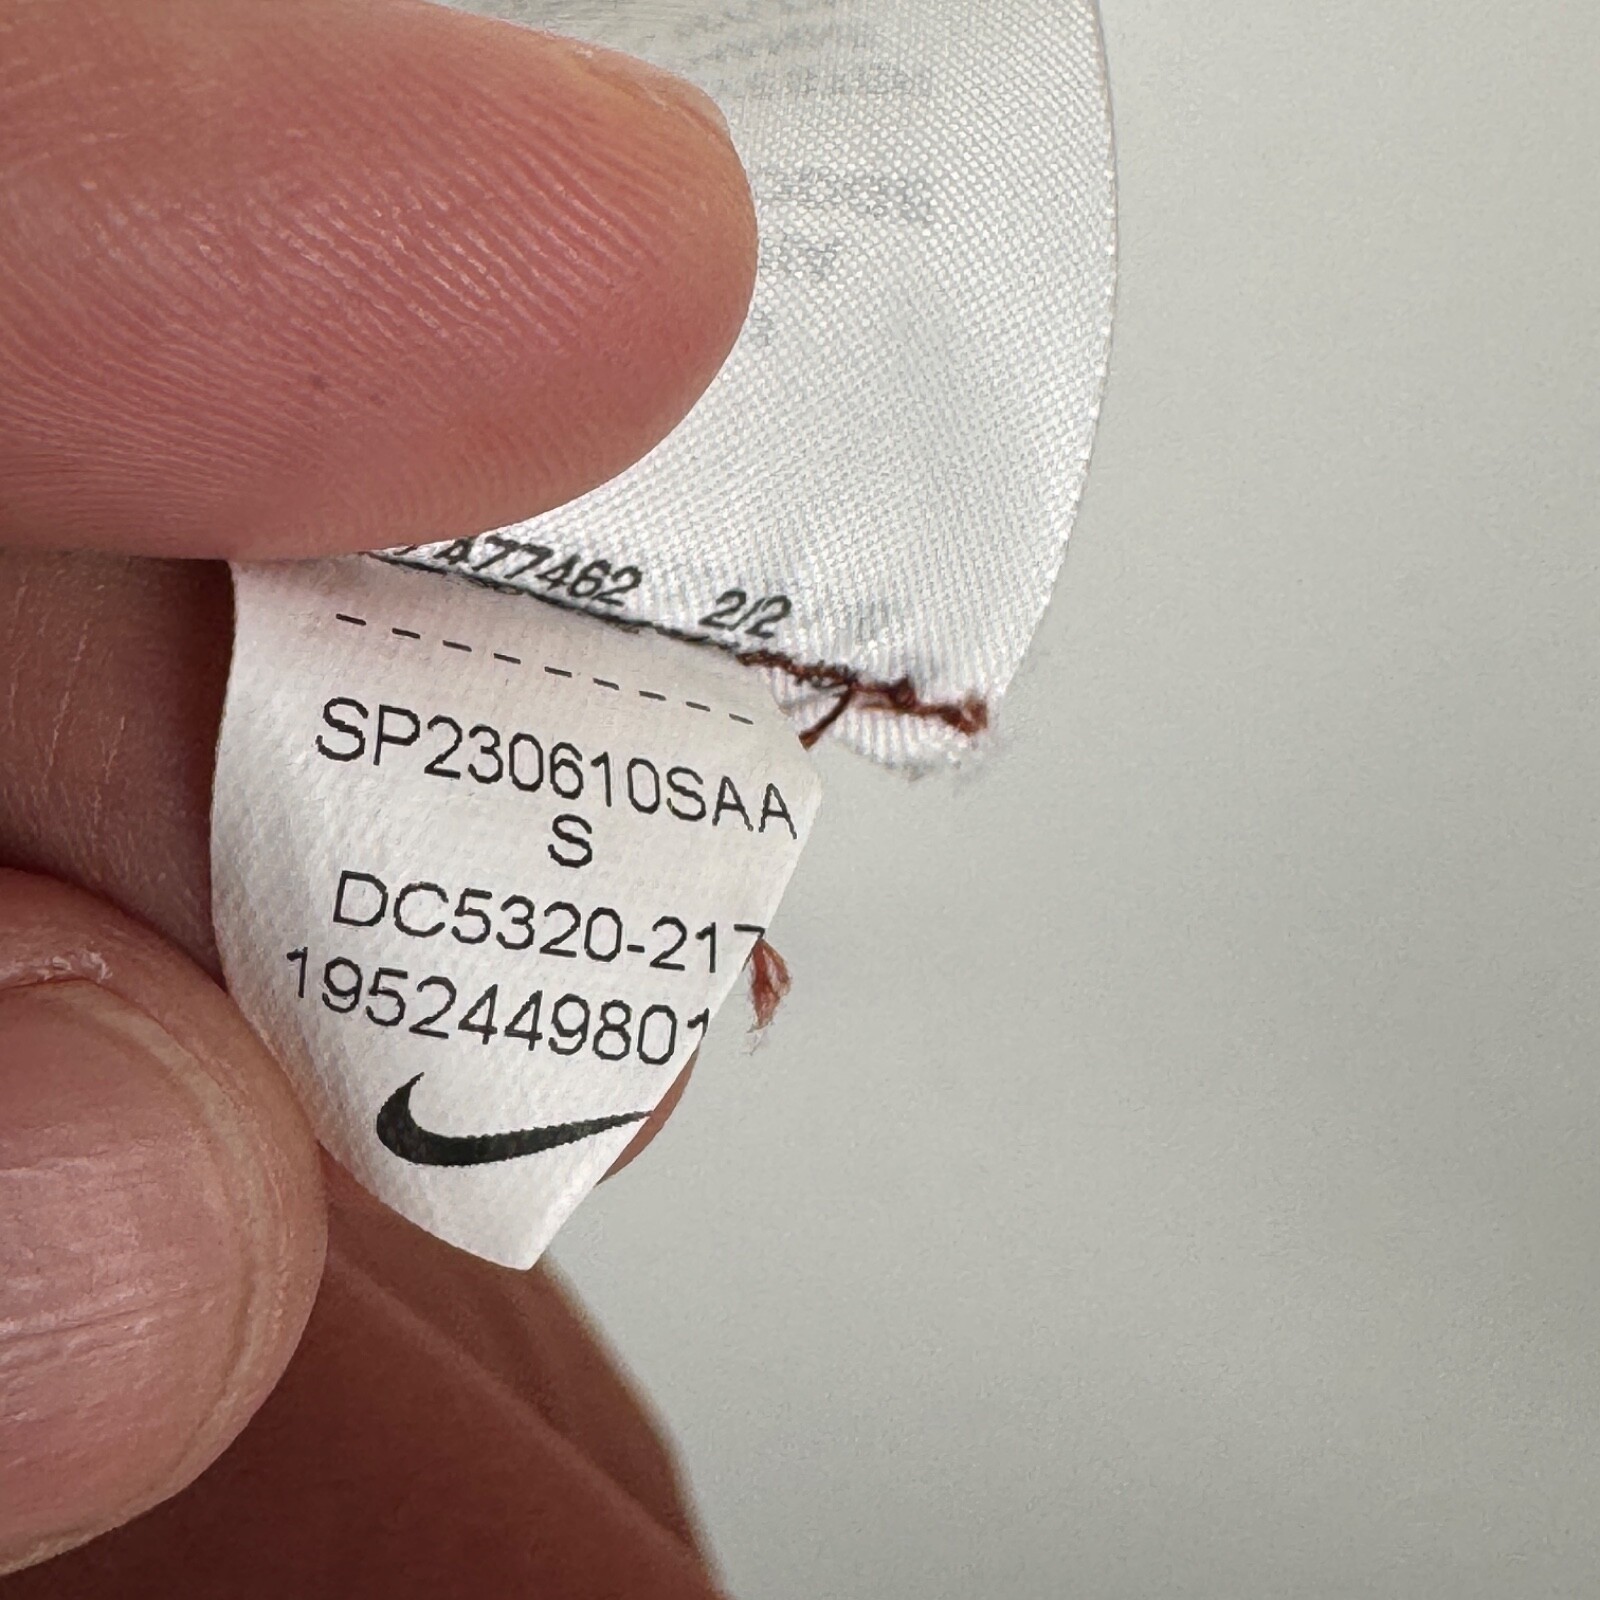 A77462 2/2
SP230610SAA
S
DC5320-217
1952449801